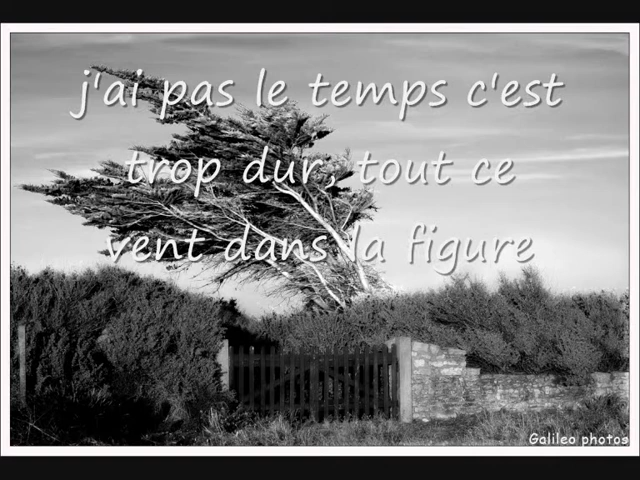 j'ai pas le temps c'est
trop dur, tout ce
vent dans la figure
Galileo photos